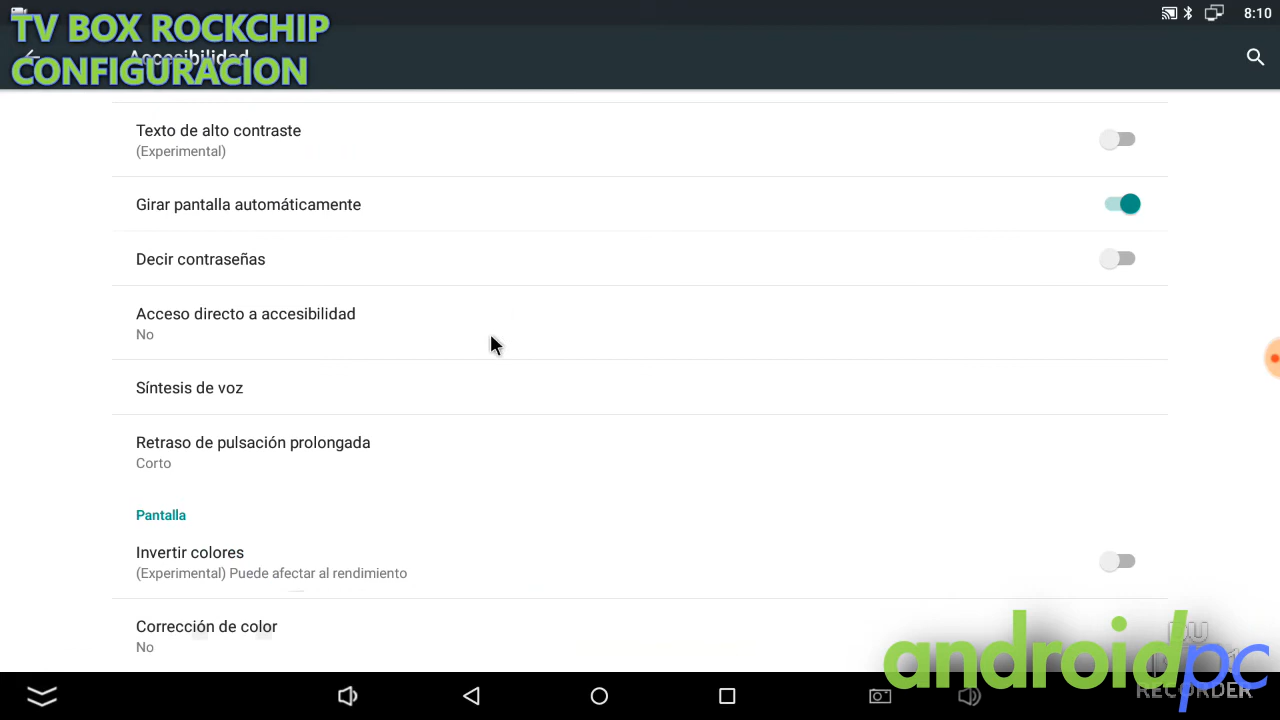 TV BOX ROCKCHIP
CONFIGURACION
Accesibilidad
8:10
Texto de alto contraste
(Experimental)
Girar pantalla automáticamente
Decir contraseñas
Acceso directo a accesibilidad
No
Síntesis de voz
Retraso de pulsación prolongada
Corto
Pantalla
Invertir colores
(Experimental) Puede afectar al rendimiento
Corrección de color
No
androidpc
DU
RECORDER